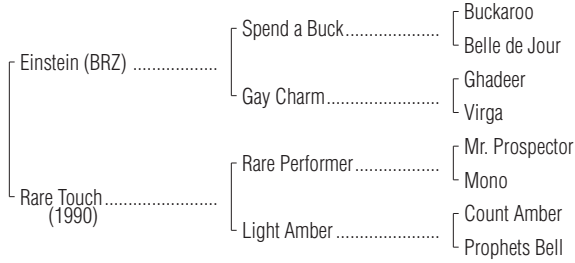 Buckaroo
Spend a Buck......................
Belle de Jour
Einstein (BRZ) ..................
Ghadeer
Gay Charm..........................
Virga
Mr. Prospector
Rare Performer....................
Mono
Rare Touch........................
(1990)
Count Amber
Light Amber ........................
Prophets Bell